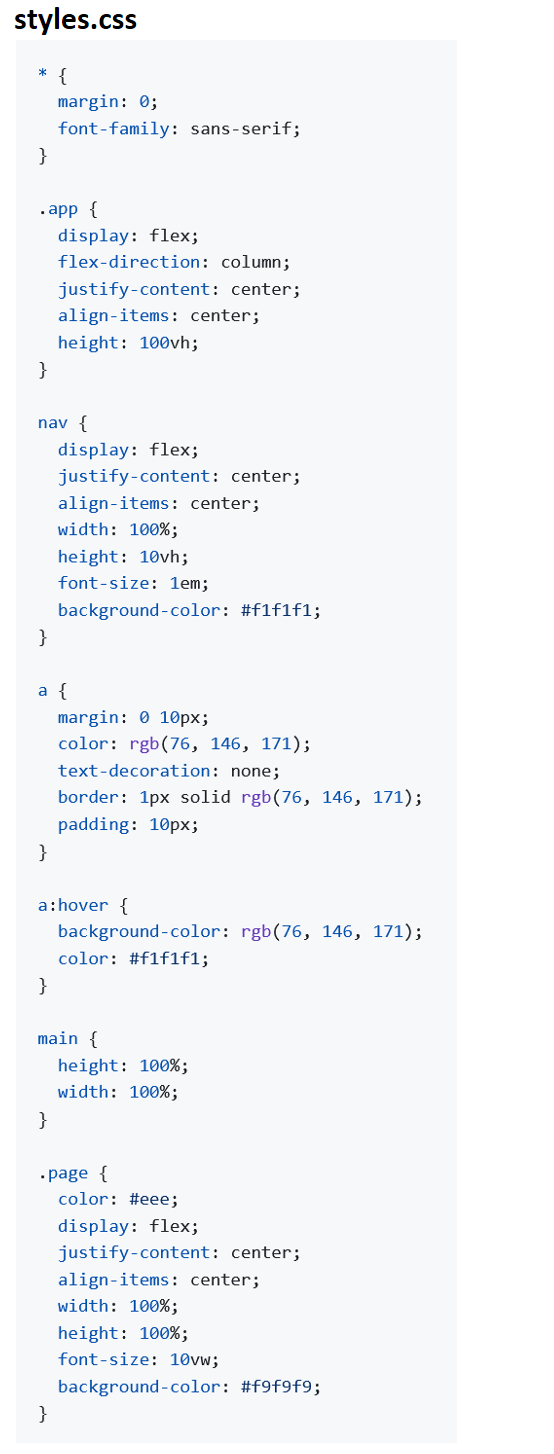 styles.css
* {
  margin: 0;
  font-family: sans-serif;
}
.app {
  display: flex;
  flex-direction: column;
  justify-content: center;
  align-items: center;
  height: 100vh;
}
nav {
  display: flex;
  justify-content: center;
  align-items: center;
  width: 100%;
  height: 10vh;
  font-size: 1em;
  background-color: #f1f1f1;
}
a {
  margin: 0 10px;
  color: rgb(76, 146, 171);
  text-decoration: none;
  border: 1px solid rgb(76, 146, 171);
  padding: 10px;
}
a:hover {
  background-color: rgb(76, 146, 171);
  color: #f1f1f1;
}
main {
  height: 100%;
  width: 100%;
}
.page {
  color: #eee;
  display: flex;
  justify-content: center;
  align-items: center;
  width: 100%;
  height: 100%;
  font-size: 10vw;
  background-color: #f9f9f9;
}